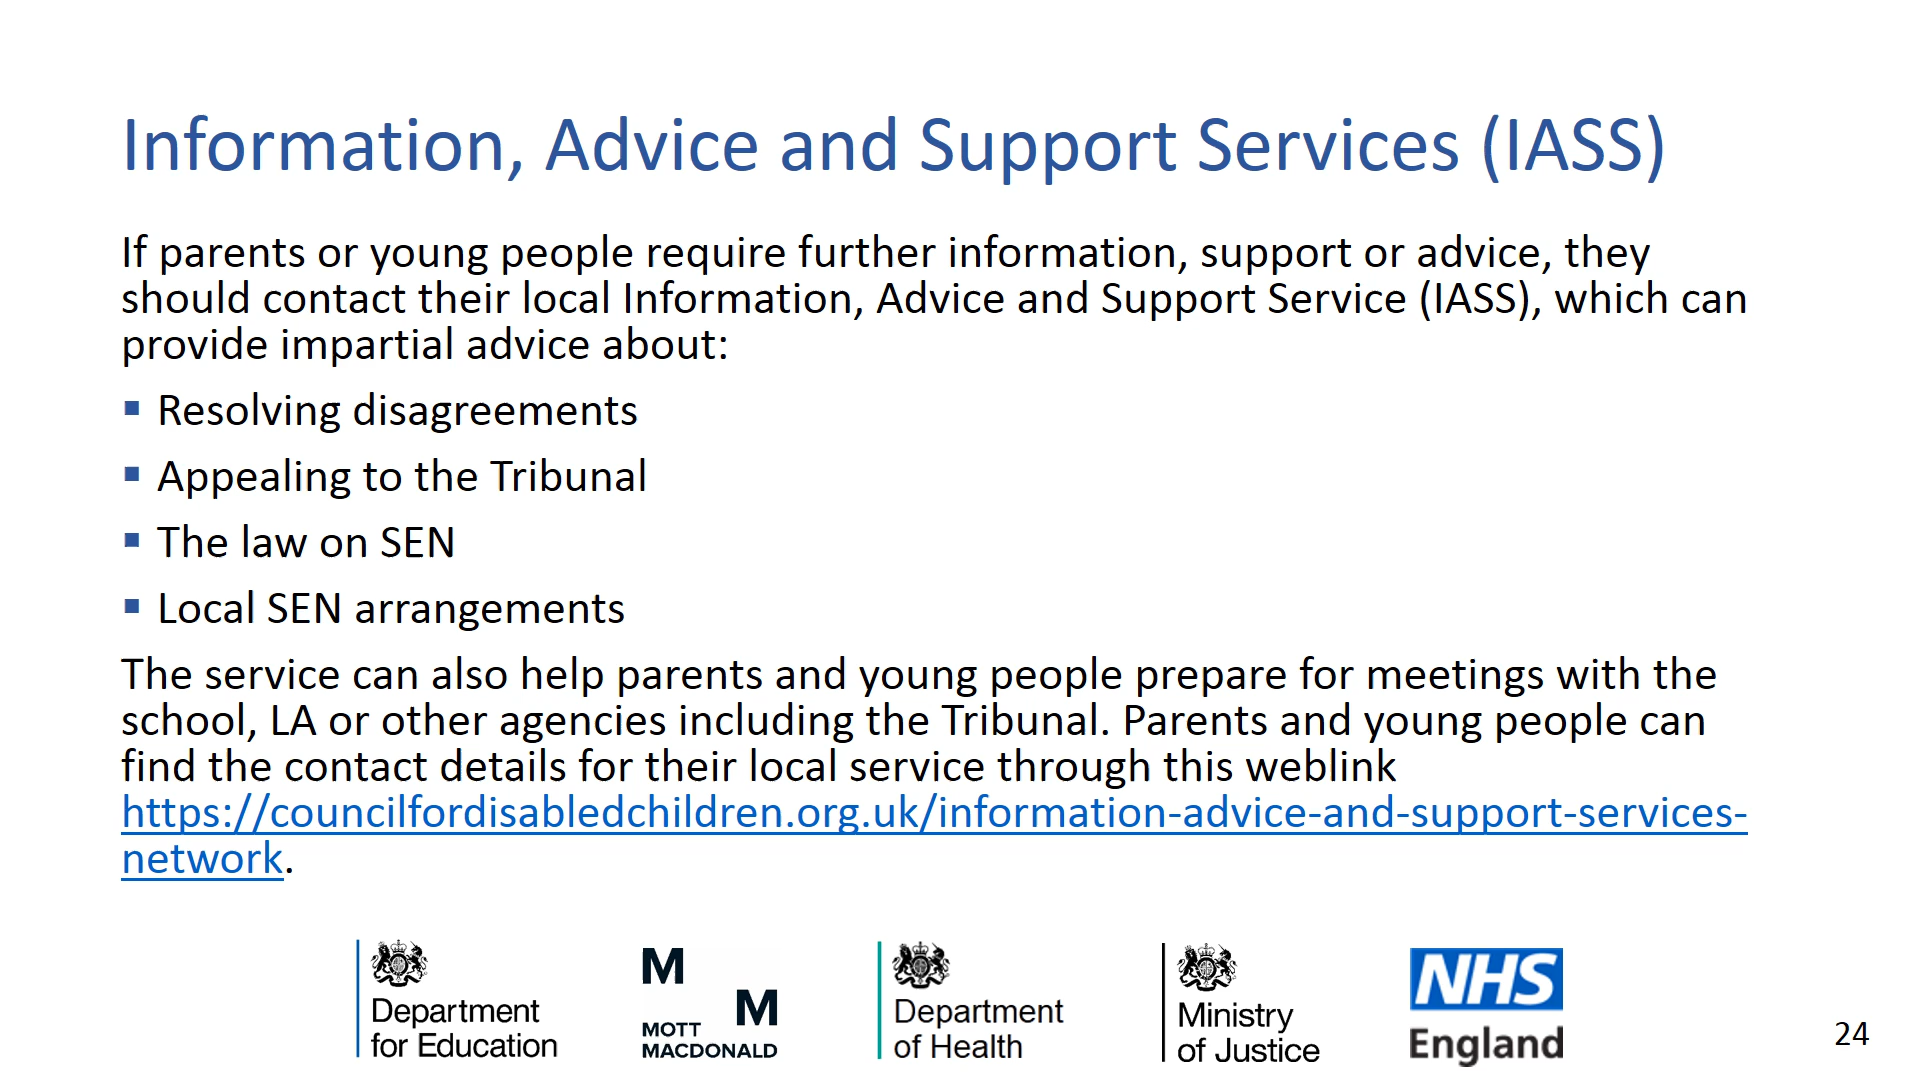 Information, Advice and Support Services (IASS)
If parents or young people require further information, support or advice, they
should contact their local Information, Advice and Support Service (IASS), which can
provide impartial advice about:
▪ Resolving disagreements
▪ Appealing to the Tribunal
▪ The law on SEN
▪ Local SEN arrangements
The service can also help parents and young people prepare for meetings with the
school, LA or other agencies including the Tribunal. Parents and young people can
find the contact details for their local service through this weblink
https://councilfordisabledchildren.org.uk/information-advice-and-support-services-
network.
Department
for Education
M
M
MOTT
MACDONALD
Department
of Health
Ministry
of Justice
NHS
England
24